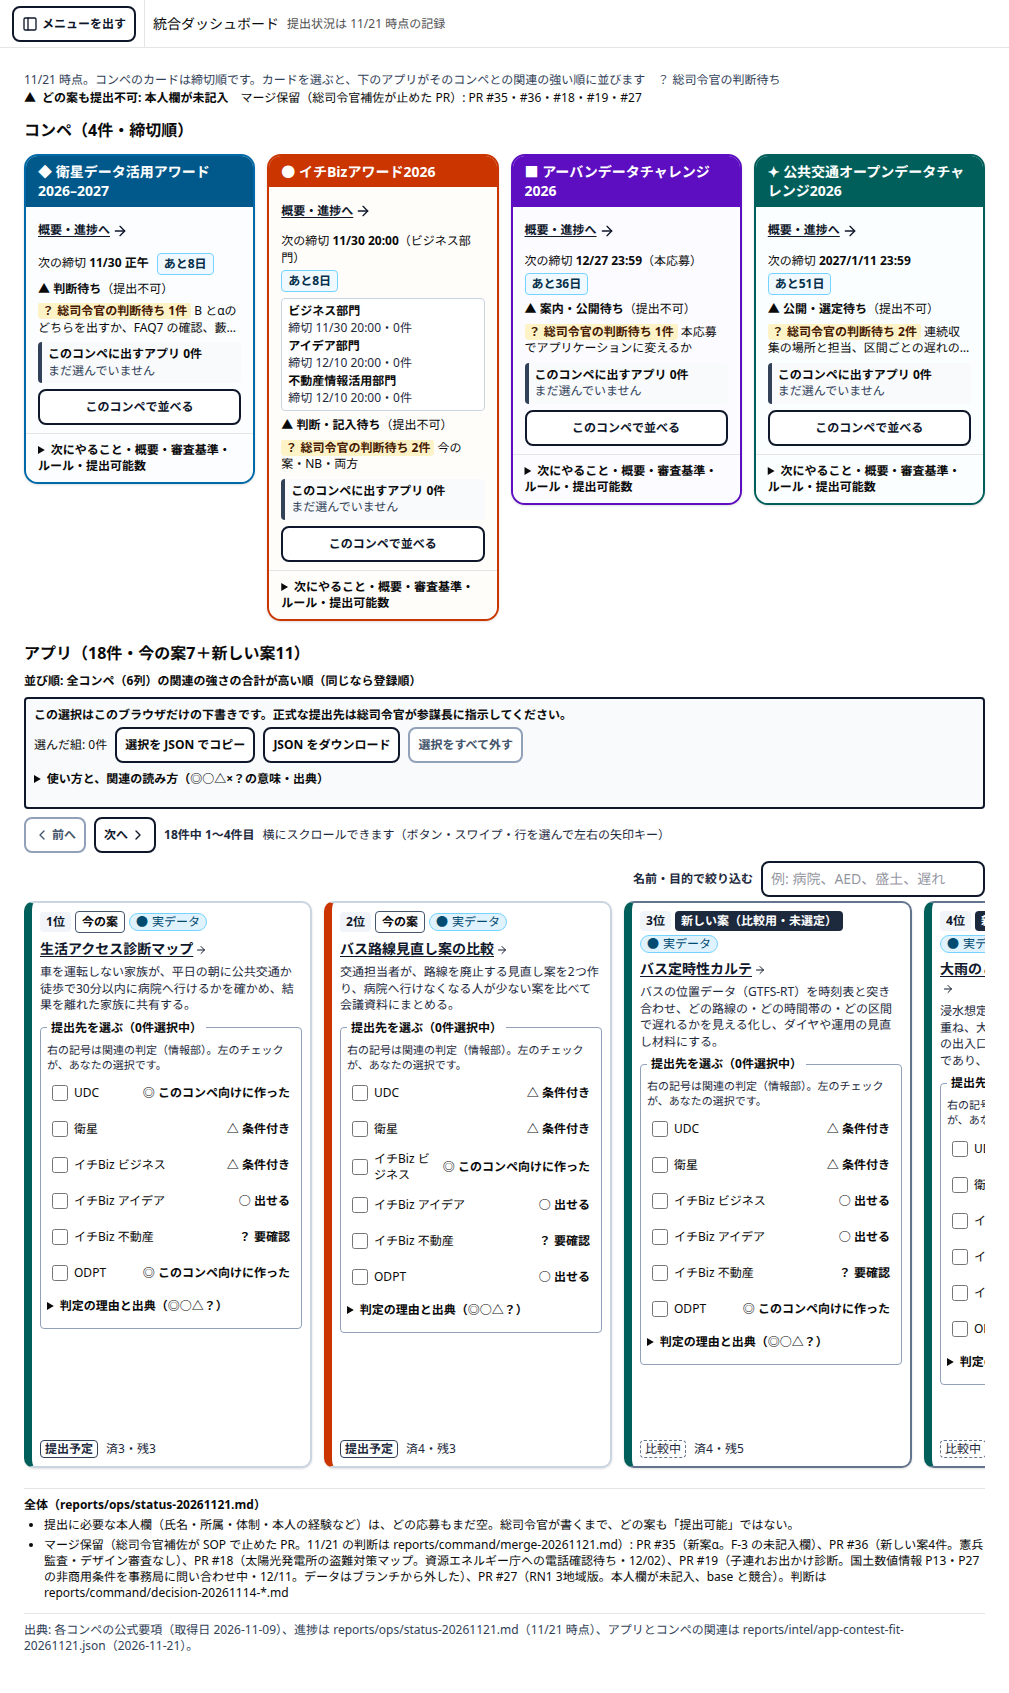 メニューを出す
統合ダッシュボード 提出状況は 11/21 時点の記録
11/21 時点。コンペのカードは締切順です。カードを選ぶと、下のアプリがそのコンペとの関連の強い順に並びます ？ 総司令官の判断待ち
▲ どの案も提出不可: 本人欄が未記入 マージ保留（総司令官補佐が止めた PR）: PR #35・#36・#18・#19・#27
コンペ（4件・締切順）
◆ 衛星データ活用アワード
2026–2027
概要・進捗へ →
次の締切 11/30 正午 あと8日
▲ 判断待ち（提出不可）
？ 総司令官の判断待ち 1件 B とαの
どちらを出すか、FAQ7 の確認、藪…
このコンペに出すアプリ 0件
まだ選んでいません
このコンペで並べる
▶ 次にやること・概要・審査基準・
ルール・提出可能数
● イチBizアワード2026
概要・進捗へ →
次の締切 11/30 20:00（ビジネス部
門）
あと8日
ビジネス部門
締切 11/30 20:00・0件
アイデア部門
締切 12/10 20:00・0件
不動産情報活用部門
締切 12/10 20:00・0件
▲ 判断・記入待ち（提出不可）
？ 総司令官の判断待ち 2件 今の
案・NB・両方
このコンペに出すアプリ 0件
まだ選んでいません
このコンペで並べる
▶ 次にやること・概要・審査基準・
ルール・提出可能数
■ アーバンデータチャレンジ
2026
概要・進捗へ →
次の締切 12/27 23:59（本応募）
あと36日
▲ 案内・公開待ち（提出不可）
？ 総司令官の判断待ち 1件 本応募
でアプリケーションに変えるか
このコンペに出すアプリ 0件
まだ選んでいません
このコンペで並べる
▶ 次にやること・概要・審査基準・
ルール・提出可能数
✦ 公共交通オープンデータチャ
レンジ2026
概要・進捗へ →
次の締切 2027/1/11 23:59
あと51日
▲ 公開・選定待ち（提出不可）
？ 総司令官の判断待ち 2件 連続収
集の場所と担当、区間ごとの遅れの…
このコンペに出すアプリ 0件
まだ選んでいません
このコンペで並べる
▶ 次にやること・概要・審査基準・
ルール・提出可能数
アプリ（18件・今の案7＋新しい案11）
並び順: 全コンペ（6列）の関連の強さの合計が高い順（同じなら登録順）
この選択はこのブラウザだけの下書きです。正式な提出先は総司令官が参謀長に指示してください。
選んだ組: 0件 選択を JSON でコピー JSON をダウンロード 選択をすべて外す
▶ 使い方と、関連の読み方（◎○△×？の意味・出典）
前へ 次へ 18件中 1〜4件目 横にスクロールできます（ボタン・スワイプ・行を選んで左右の矢印キー）
名前・目的で絞り込む 例: 病院、AED、盛土、遅れ
1位 今の案 ● 実データ
生活アクセス診断マップ →
車を運転しない家族が、平日の朝に公共交通か
徒歩で30分以内に病院へ行けるかを確かめ、結
果を離れた家族に共有する。
提出先を選ぶ（0件選択中）
右の記号は関連の判定（情報部）。左のチェック
が、あなたの選択です。
UDC ◎ このコンペ向けに作った
衛星 △ 条件付き
イチBiz ビジネス △ 条件付き
イチBiz アイデア ○ 出せる
イチBiz 不動産 ？ 要確認
ODPT ◎ このコンペ向けに作った
▶ 判定の理由と出典（◎○△？）
提出予定 済3・残3
2位 今の案 ● 実データ
バス路線見直し案の比較 →
交通担当者が、路線を廃止する見直し案を2つ作
り、病院へ行けなくなる人が少ない案を比べて
会議資料にまとめる。
提出先を選ぶ（0件選択中）
右の記号は関連の判定（情報部）。左のチェック
が、あなたの選択です。
UDC △ 条件付き
衛星 △ 条件付き
イチBiz ビ
ジネス ◎ このコンペ向けに作った
イチBiz アイデア ○ 出せる
イチBiz 不動産 ？ 要確認
ODPT ○ 出せる
▶ 判定の理由と出典（◎○△？）
提出予定 済4・残3
3位 新しい案（比較用・未選定）
● 実データ
バス定時性カルテ →
バスの位置データ（GTFS-RT）を時刻表と突き
合わせ、どの路線の・どの時間帯の・どの区間
で遅れるかを見える化し、ダイヤや運用の見直
し材料にする。
提出先を選ぶ（0件選択中）
右の記号は関連の判定（情報部）。左のチェック
が、あなたの選択です。
UDC △ 条件付き
衛星 △ 条件付き
イチBiz ビジネス ○ 出せる
イチBiz アイデア ○ 出せる
イチBiz 不動産 ？ 要確認
ODPT ◎ このコンペ向けに作った
▶ 判定の理由と出典（◎○△？）
比較中 済4・残5
4位
● 実デ
大雨の
→
浸水想定
重ね、大
の出入口
であり、
提出先
右の記号
が、あな
衛
イ
イ
イ
▶ 判定
比較中
全体（reports/ops/status-20261121.md）
• 提出に必要な本人欄（氏名・所属・体制・本人の経験など）は、どの応募もまだ空。総司令官が書くまで、どの案も「提出可能」ではない。
• マージ保留（総司令官補佐が SOP で止めた PR。11/21 の判断は reports/command/merge-20261121.md）: PR #35（新案α。F-3 の未記入欄）、PR #36（新しい案4件。憲兵
監査・デザイン審査なし）、PR #18（太陽光発電所の盗難対策マップ。資源エネルギー庁への電話確認待ち・12/02）、PR #19（子連れお出かけ診断。国土数値情報 P13・P27
の非商用条件を事務局に問い合わせ中・12/11。データはブランチから外した）、PR #27（RN1 3地域版。本人欄が未記入、base と競合）。判断は
reports/command/decision-20261114-*.md
出典: 各コンペの公式要項（取得日 2026-11-09）、進捗は reports/ops/status-20261121.md（11/21 時点）、アプリとコンペの関連は reports/intel/app-contest-fit-
20261121.json（2026-11-21）。